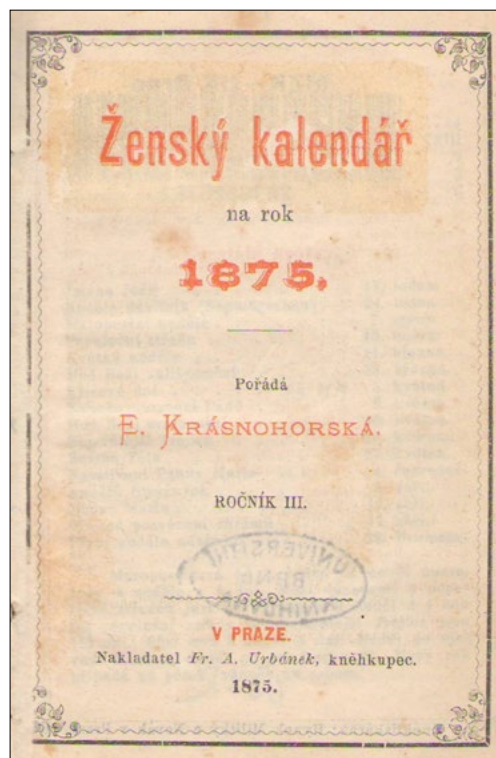 Ženský kalendář
na rok
1875.
Pořádá
E. Krásnohorská.
ROČNÍK III.
V PRAZE.
Nakladatel Fr. A. Urbánek, kněhkupec.
1875.